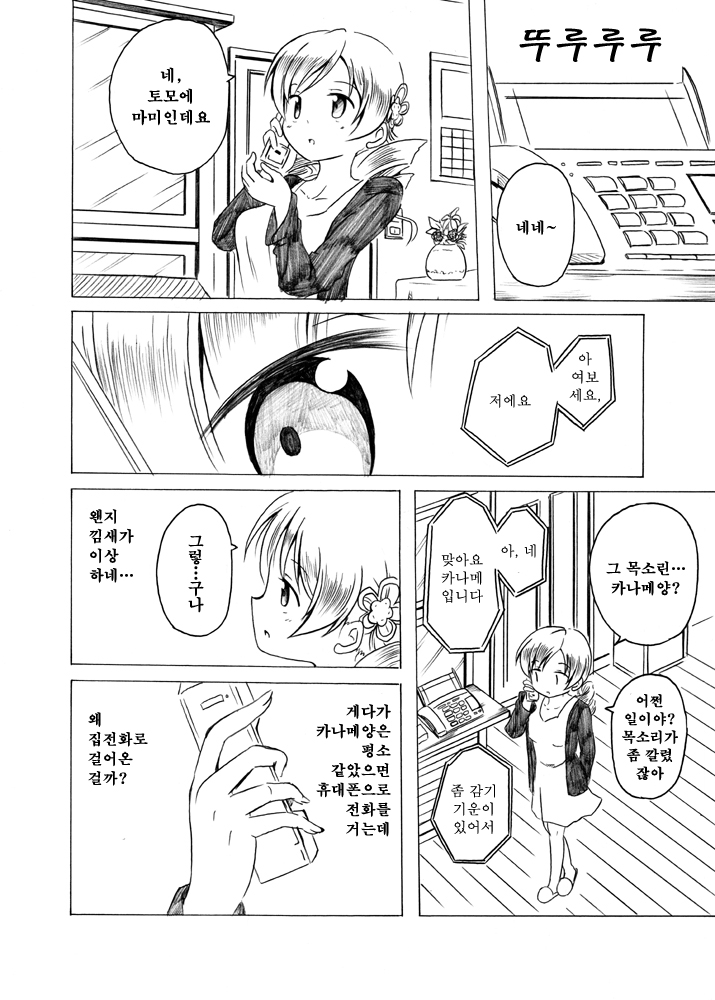 뚜루루루
네네~
네,
토모에
마미인데요
아
여보
세요,
저에요
그 목소린…
카나메양?
아, 네
맞아요
카나메
입니다
어쩐
일이야?
목소리가
좀 깔렸
잖아
좀 감기
기운이
있어서
그
렇
…구
나
왠지
낌새가
이상
하네…
게다가
카나메양은
평소
같았으면
휴대폰으로
전화를
거는데
왜
집전화로
걸어온
걸까?